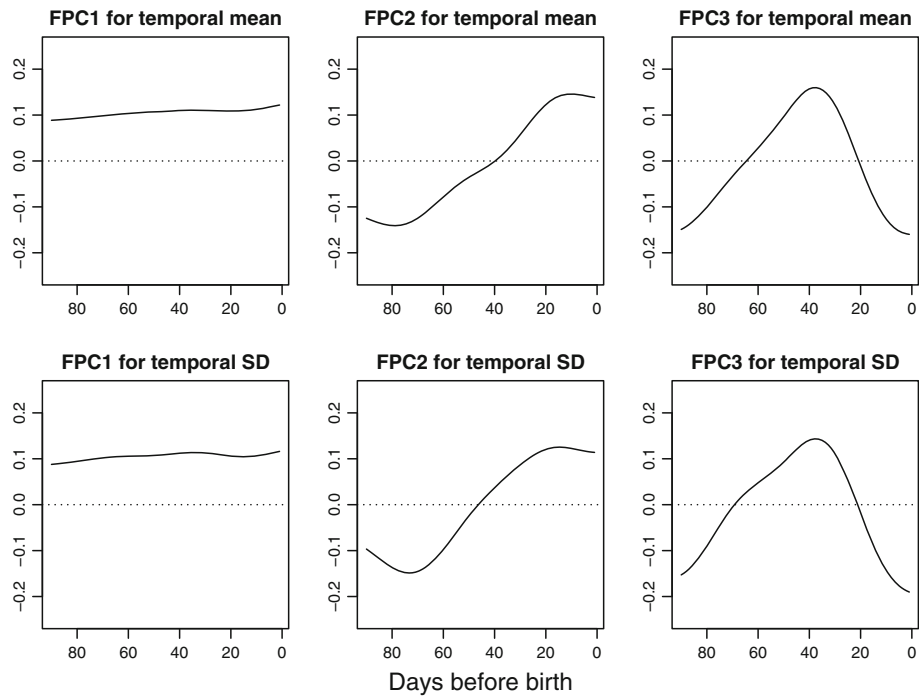 FPC1 for temporal mean
FPC2 for temporal mean
FPC3 for temporal mean
0.2
0.1
0.0
−0.1
−0.2
80 60 40 20 0
0.2
0.1
0.0
−0.1
−0.2
80 60 40 20 0
0.2
0.1
0.0
−0.1
−0.2
80 60 40 20 0
FPC1 for temporal SD
FPC2 for temporal SD
FPC3 for temporal SD
0.2
0.1
0.0
−0.1
−0.2
80 60 40 20 0
0.2
0.1
0.0
−0.1
−0.2
80 60 40 20 0
0.2
0.1
0.0
−0.1
−0.2
80 60 40 20 0
Days before birth